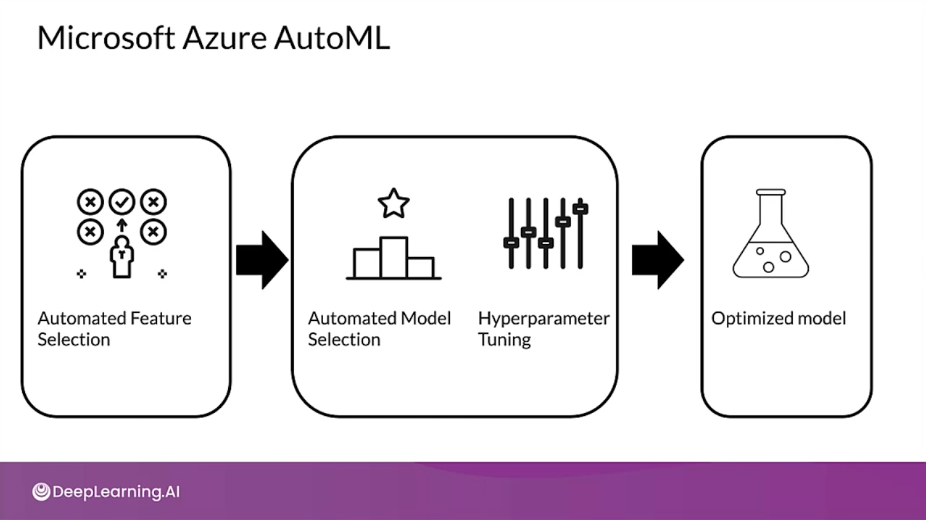 Microsoft Azure AutoML
Automated Feature
Selection
Automated Model
Selection
Hyperparameter
Tuning
Optimized model
DeepLearning.AI